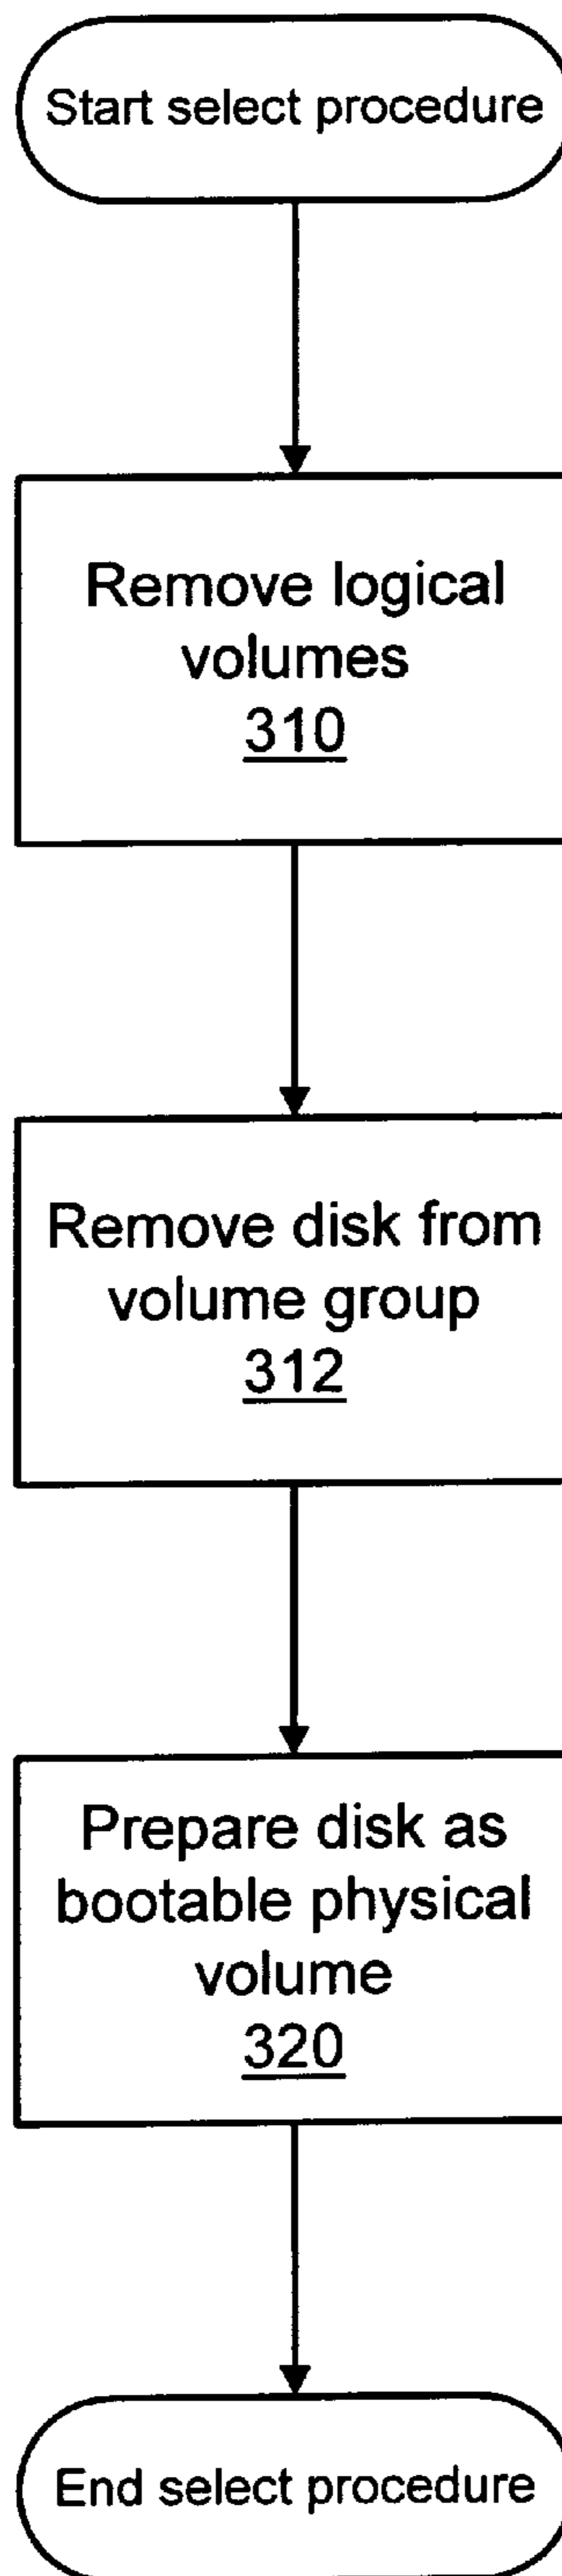 Start select procedure
Remove logical
volumes
310
Remove disk from
volume group
312
Prepare disk as
bootable physical
volume
320
End select procedure